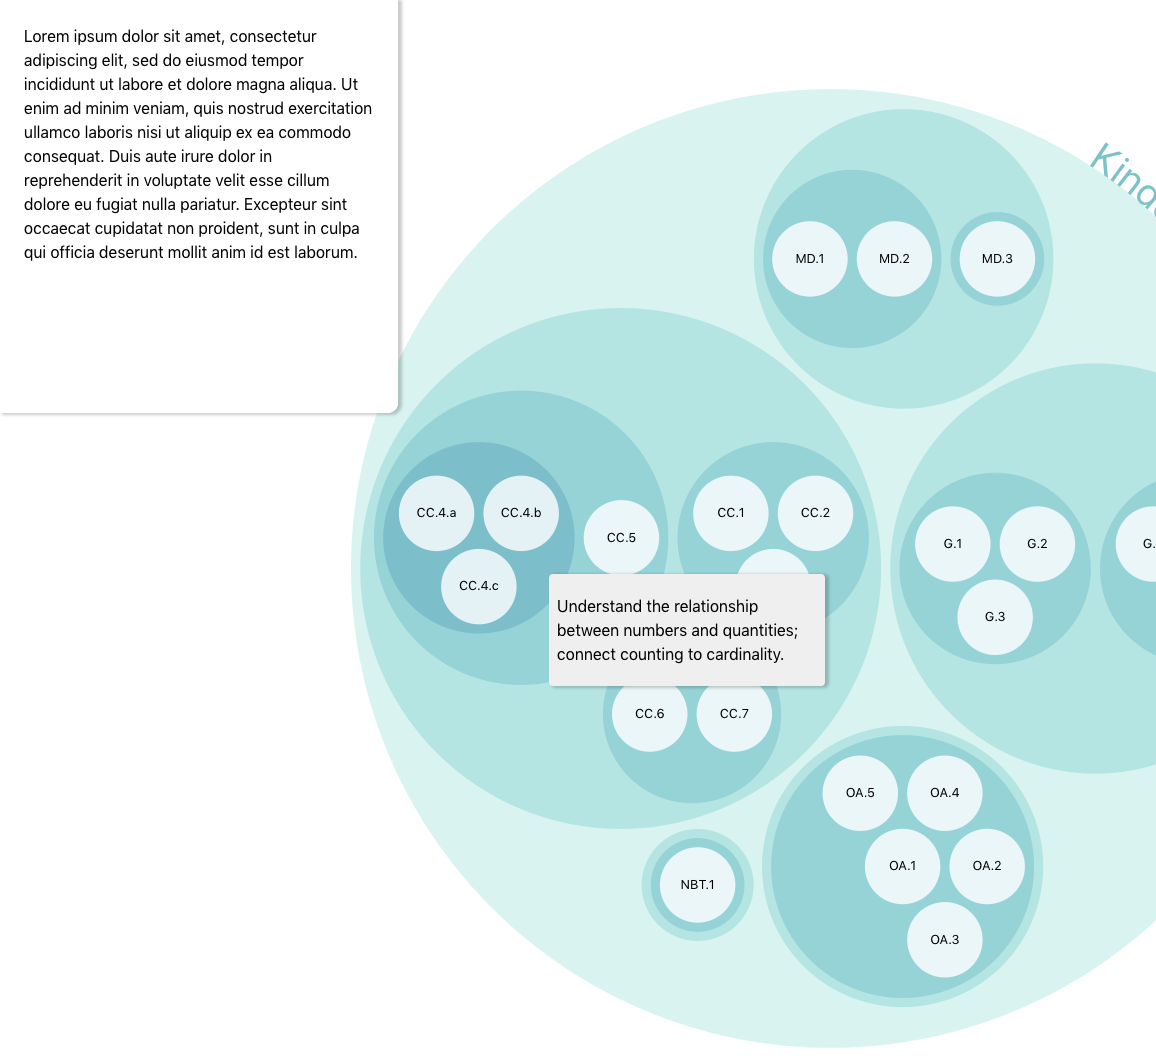 Lorem ipsum dolor sit amet, consectetur
adipiscing elit, sed do eiusmod tempor
incididunt ut labore et dolore magna aliqua. Ut
enim ad minim veniam, quis nostrud exercitation
ullamco laboris nisi ut aliquip ex ea commodo
consequat. Duis aute irure dolor in
reprehenderit in voluptate velit esse cillum
dolore eu fugiat nulla pariatur. Excepteur sint
occaecat cupidatat non proident, sunt in culpa
qui officia deserunt mollit anim id est laborum.
MD.1
MD.2
MD.3
CC.4.a
CC.4.b
CC.4.c
CC.5
CC.1
CC.2
G.1
G.2
G.3
Understand the relationship
between numbers and quantities;
connect counting to cardinality.
CC.6
CC.7
OA.5
OA.4
OA.1
OA.2
OA.3
NBT.1